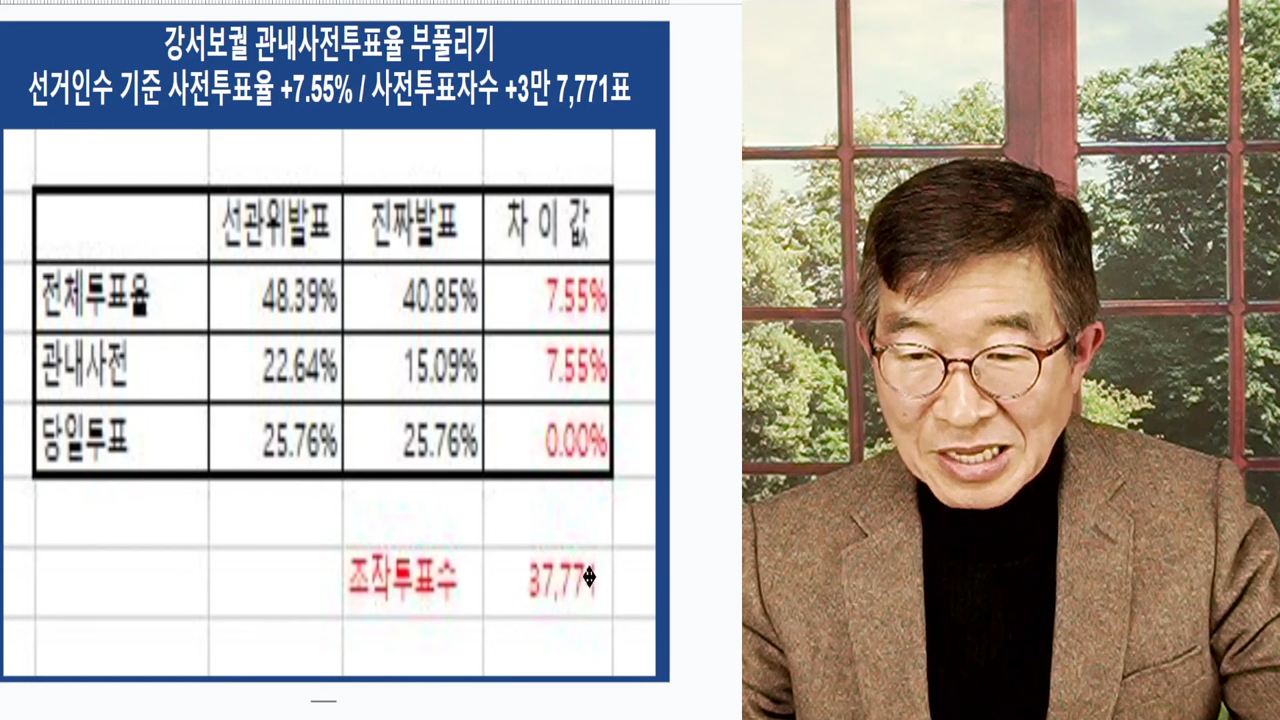 강서보궐 관내사전투표율 부풀리기
선거인수 기준 사전투표율 +7.55% / 사전투표자수 +3만 7,771표
선관위발표 진짜발표 차 이 값
전체투표율 48.39% 40.85% 7.55%
관내사전 22.64% 15.09% 7.55%
당일투표 25.76% 25.76% 0.00%
조작투표수 37,771